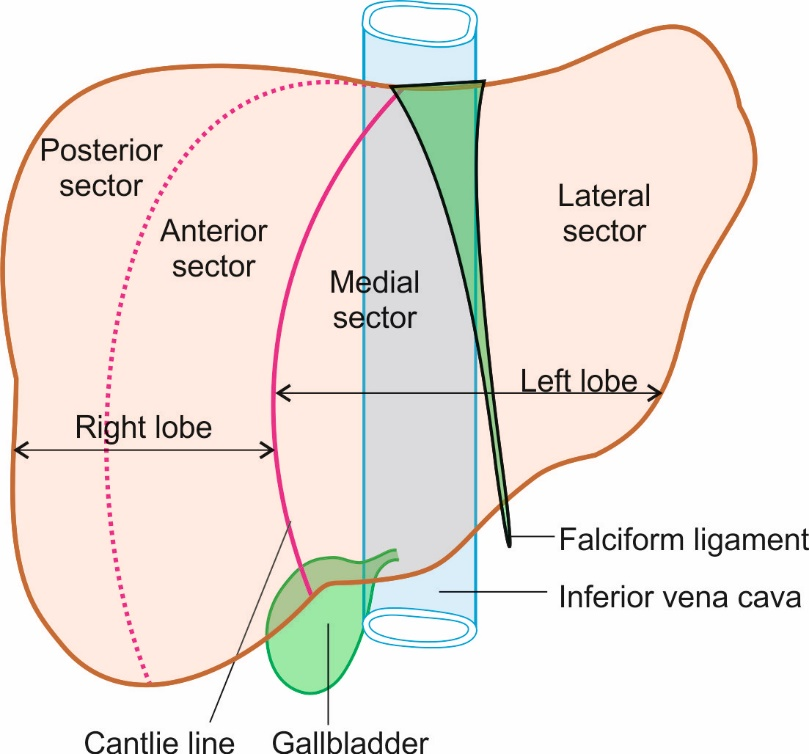 Posterior
sector
Anterior
sector
Medial
sector
Lateral
sector
Left lobe
Right lobe
Falciform ligament
Inferior vena cava
Cantlie line
Gallbladder